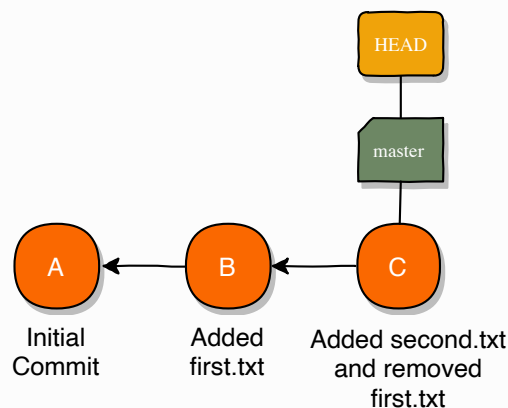 HEAD
master
A
B
C
Initial
Commit
Added
first.txt
Added second.txt
and removed
first.txt